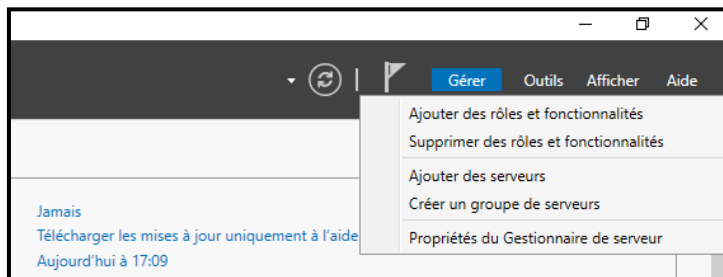 Gérer Outils Afficher Aide
Ajouter des rôles et fonctionnalités
Supprimer des rôles et fonctionnalités
Ajouter des serveurs
Créer un groupe de serveurs
Propriétés du Gestionnaire de serveur
Jamais
Télécharger les mises à jour uniquement à l'aide
Aujourd'hui à 17:09